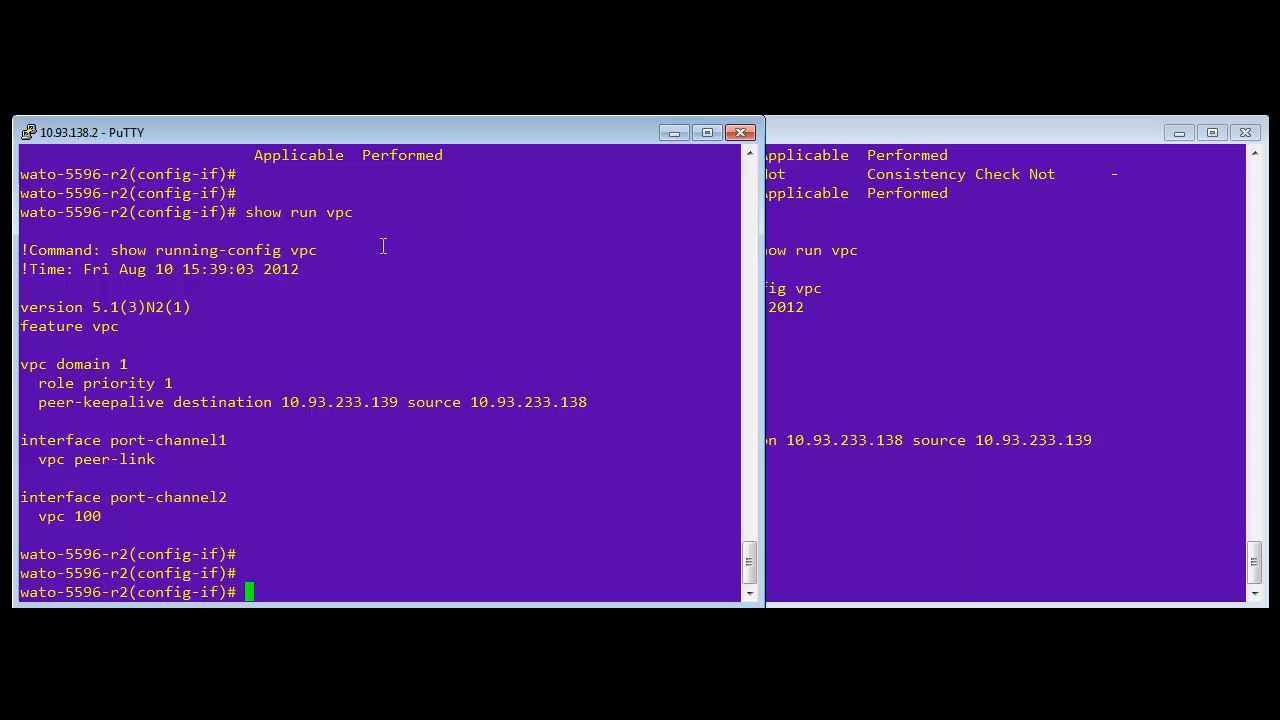 10.93.138.2 - PuTTY
Applicable Performed
wato-5596-r2(config-if)#
wato-5596-r2(config-if)#
wato-5596-r2(config-if)# show run vpc
!Command: show running-config vpc
!Time: Fri Aug 10 15:39:03 2012
version 5.1(3)N2(1)
feature vpc
vpc domain 1
role priority 1
peer-keepalive destination 10.93.233.139 source 10.93.233.138
interface port-channel1
vpc peer-link
interface port-channel2
vpc 100
wato-5596-r2(config-if)#
wato-5596-r2(config-if)#
wato-5596-r2(config-if)#
pplicable Performed
ot Consistency Check Not -
pplicable Performed
ow run vpc
fig vpc
2012
on 10.93.233.138 source 10.93.233.139